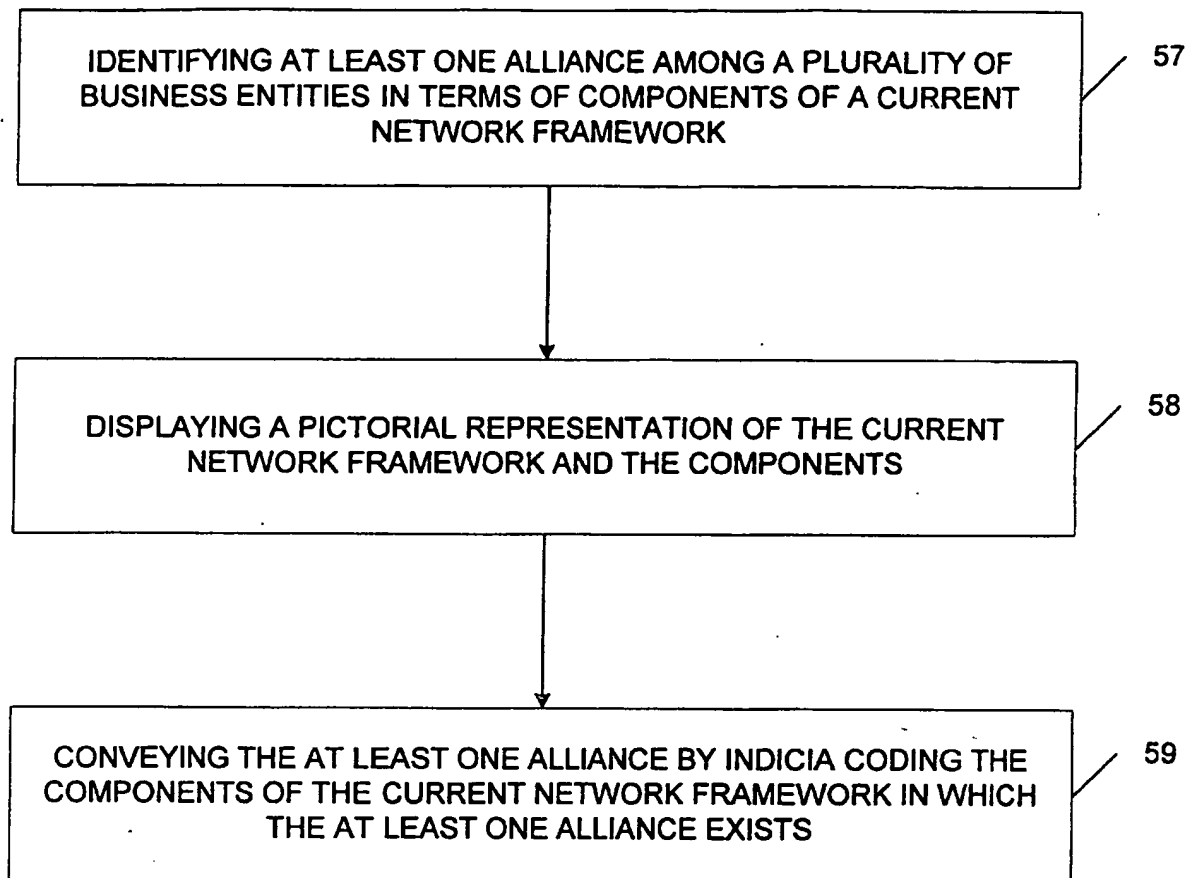 IDENTIFYING AT LEAST ONE ALLIANCE AMONG A PLURALITY OF
BUSINESS ENTITIES IN TERMS OF COMPONENTS OF A CURRENT
NETWORK FRAMEWORK
57
DISPLAYING A PICTORIAL REPRESENTATION OF THE CURRENT
NETWORK FRAMEWORK AND THE COMPONENTS
58
CONVEYING THE AT LEAST ONE ALLIANCE BY INDICIA CODING THE
COMPONENTS OF THE CURRENT NETWORK FRAMEWORK IN WHICH
THE AT LEAST ONE ALLIANCE EXISTS
59